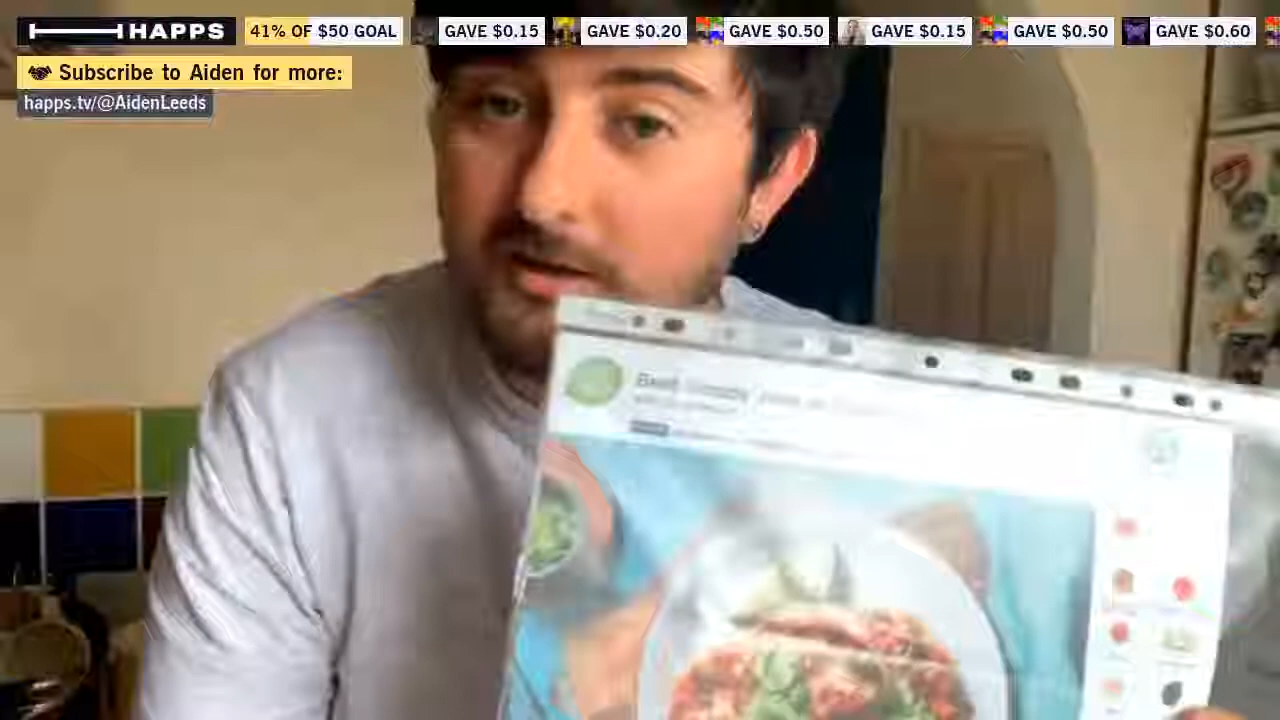 HAPPS 41% OF $50 GOAL GAVE $0.15 GAVE $0.20 GAVE $0.50 GAVE $0.15 GAVE $0.50 GAVE $0.60
Subscribe to Aiden for more:
happs.tv/@AidenLeeds